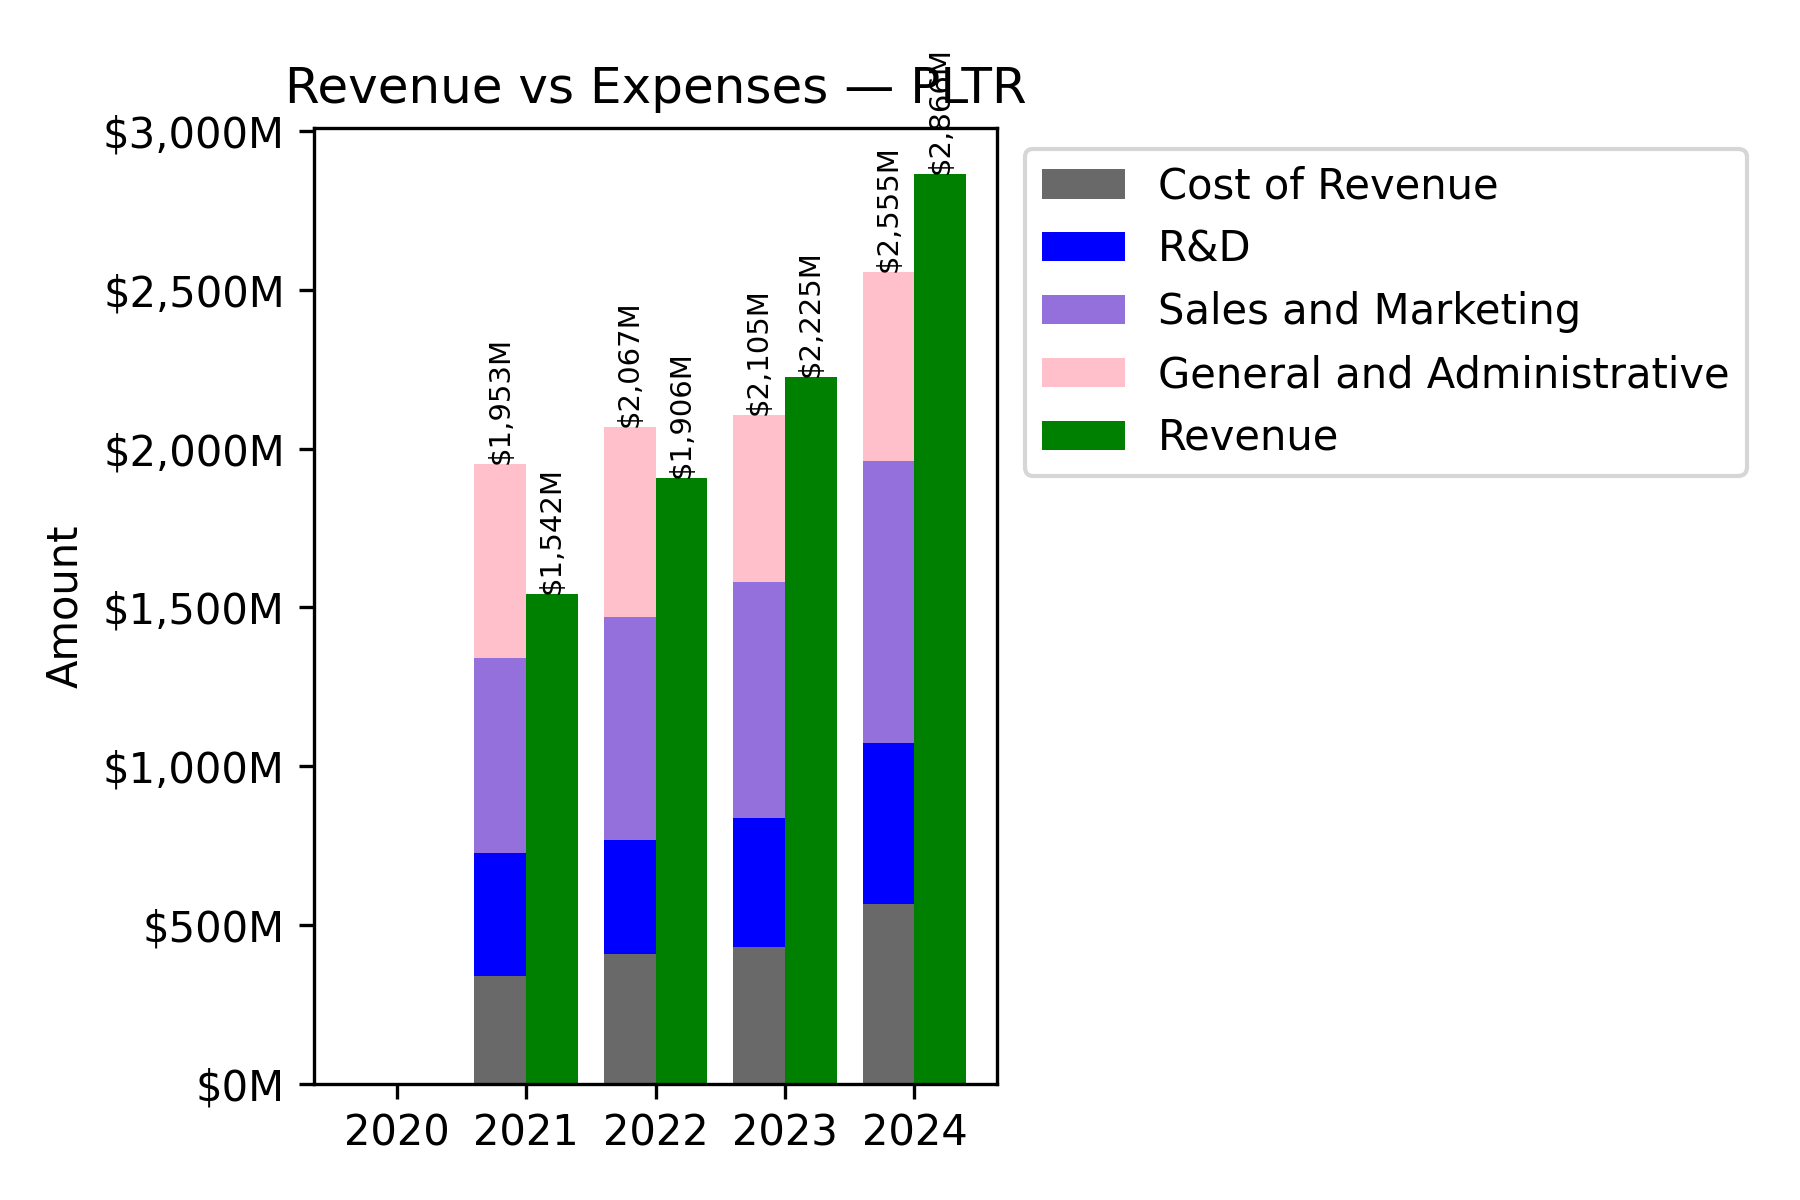 Revenue vs Expenses — PLTR
$3,000M
$2,500M
$2,000M
$1,500M
$1,000M
$500M
$0M
Amount
$1,953M
$1,542M
$2,067M
$1,906M
$2,105M
$2,225M
$2,555M
$2,866M
2020
2021
2022
2023
2024
Cost of Revenue
R&D
Sales and Marketing
General and Administrative
Revenue